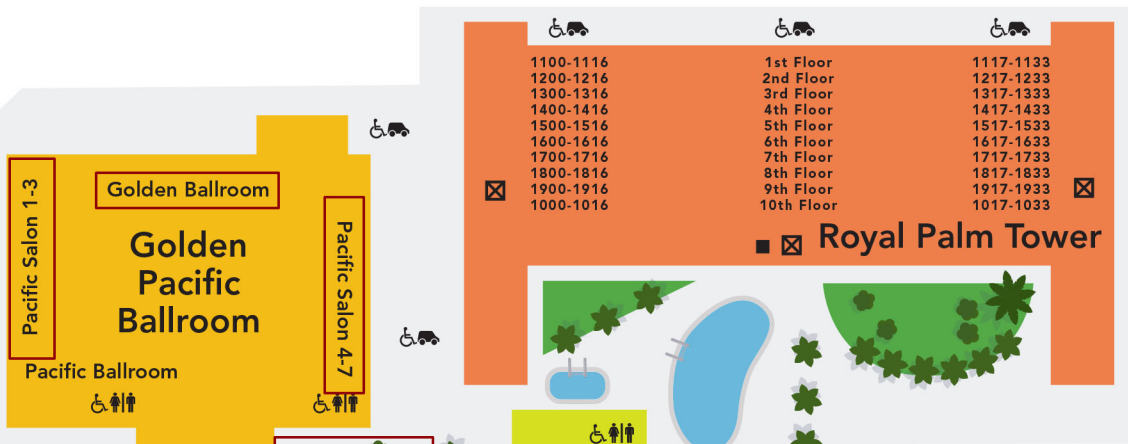 1100-1116 1st Floor 1117-1133
1200-1216 2nd Floor 1217-1233
1300-1316 3rd Floor 1317-1333
1400-1416 4th Floor 1417-1433
1500-1516 5th Floor 1517-1533
1600-1616 6th Floor 1617-1633
1700-1716 7th Floor 1717-1733
1800-1816 8th Floor 1817-1833
1900-1916 9th Floor 1917-1933
1000-1016 10th Floor 1017-1033
Royal Palm Tower
Pacific Salon 1-3
Golden Ballroom
Golden
Pacific
Ballroom
Pacific Salon 4-7
Pacific Ballroom